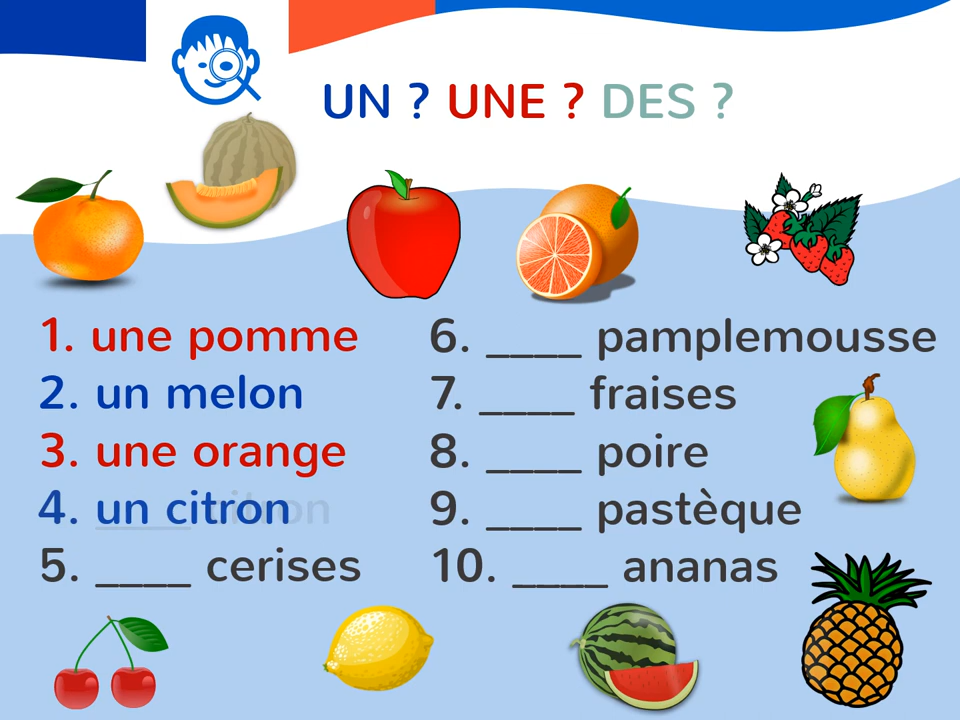 UN ? UNE ? DES ?
1. une pomme
2. un melon
3. une orange
4. un citron
5. ____ cerises
6. ____ pamplemousse
7. ____ fraises
8. ____ poire
9. ____ pastèque
10. ____ ananas